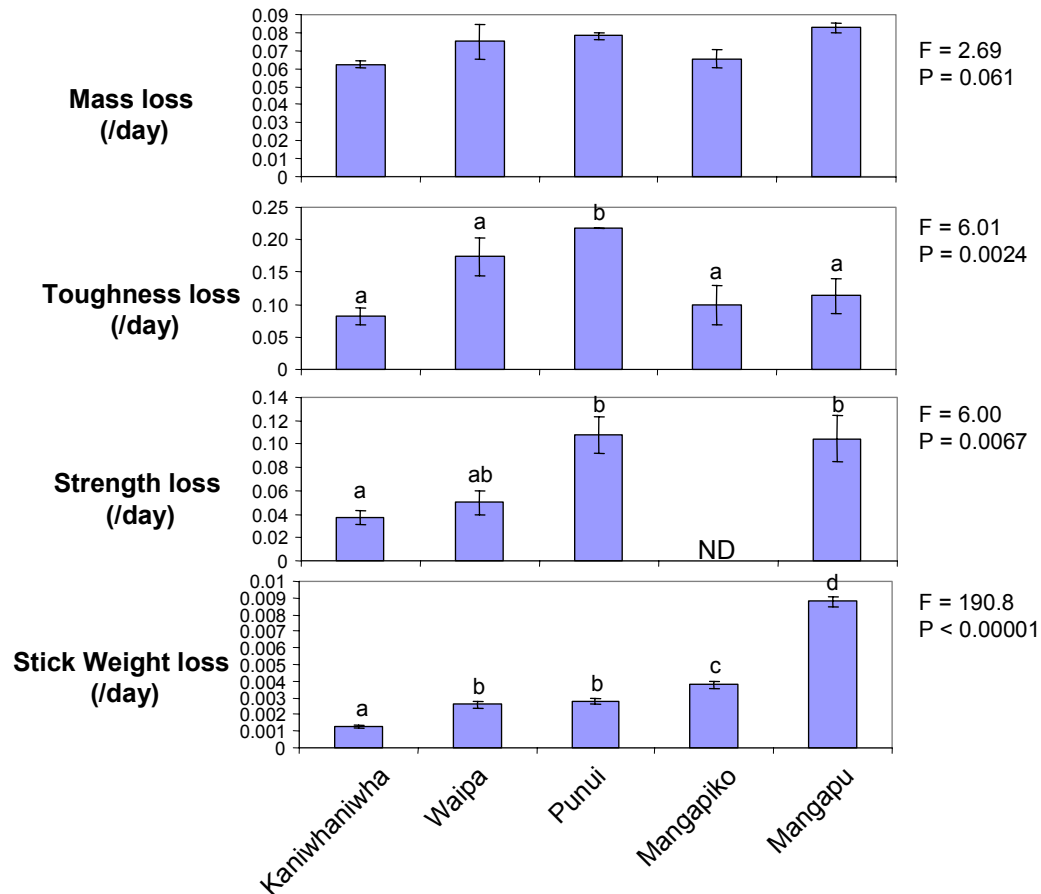 0.09
0.08
0.07
0.06
0.05
0.04
0.03
0.02
0.01
0
Mass loss
(/day)
F = 2.69
P = 0.061
0.25
0.20
0.15
0.10
0.05
0
Toughness loss
(/day)
a
a
b
a
a
F = 6.01
P = 0.0024
0.14
0.12
0.10
0.08
0.06
0.04
0.02
0
Strength loss
(/day)
a
ab
b
ND
b
F = 6.00
P = 0.0067
0.01
0.009
0.008
0.007
0.006
0.005
0.004
0.003
0.002
0.001
0
Stick Weight loss
(/day)
a
b
b
c
d
F = 190.8
P < 0.00001
Kaniwhaniwha
Waipa
Punui
Mangapiko
Mangapu